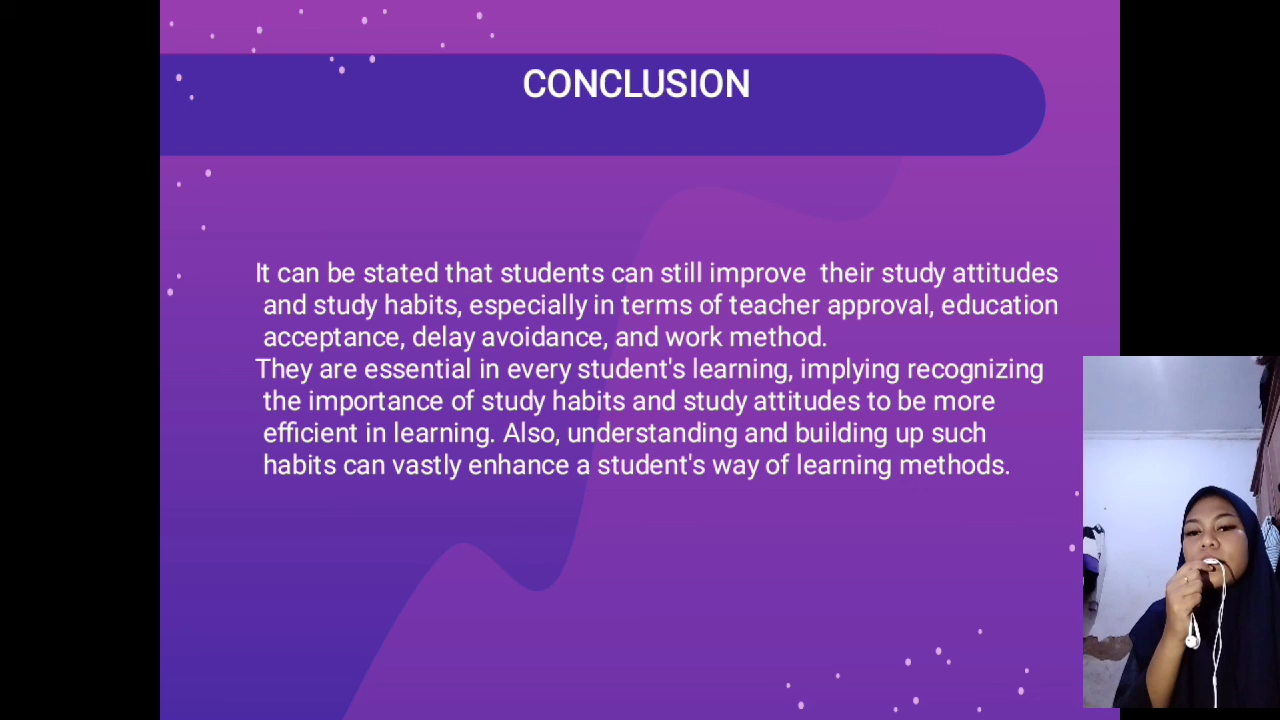 CONCLUSION
It can be stated that students can still improve  their study attitudes
and study habits, especially in terms of teacher approval, education
acceptance, delay avoidance, and work method.
They are essential in every student's learning, implying recognizing
the importance of study habits and study attitudes to be more
efficient in learning. Also, understanding and building up such
habits can vastly enhance a student's way of learning methods.